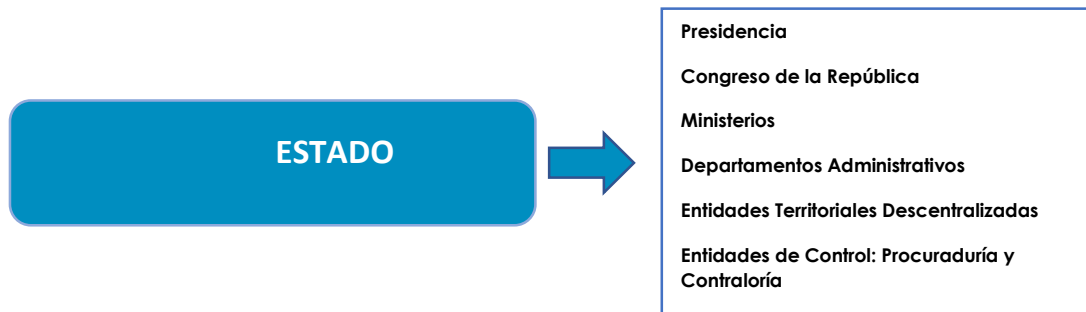 ESTADO
Presidencia
Congreso de la República
Ministerios
Departamentos Administrativos
Entidades Territoriales Descentralizadas
Entidades de Control: Procuraduría y
Contraloría